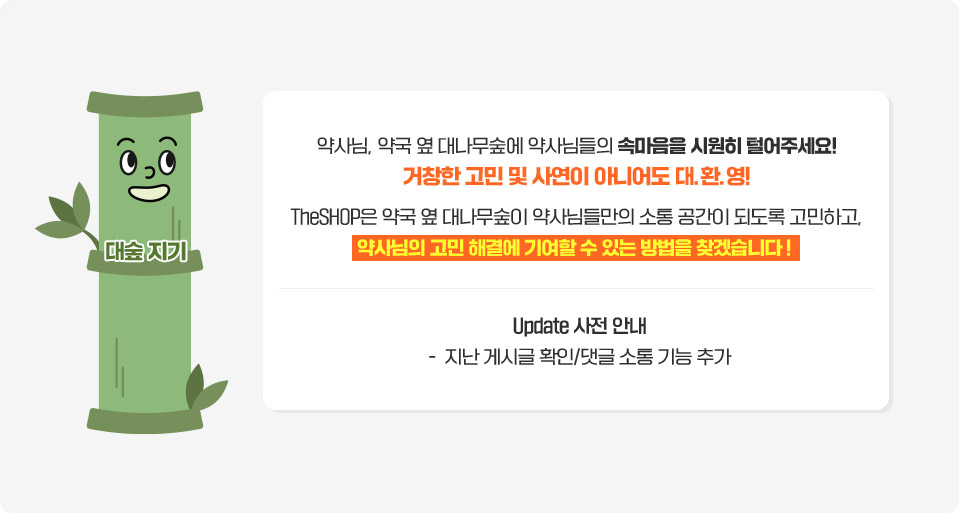 대숲 지기
약사님, 약국 옆 대나무숲에 약사님들의 속마음을 시원히 털어주세요!
거창한 고민 및 사연이 아니어도 대.환.영!
TheSHOP은 약국 옆 대나무숲이 약사님들만의 소통 공간이 되도록 고민하고,
약사님의 고민 해결에 기여할 수 있는 방법을 찾겠습니다!
Update 사전 안내
- 지난 게시글 확인/댓글 소통 기능 추가